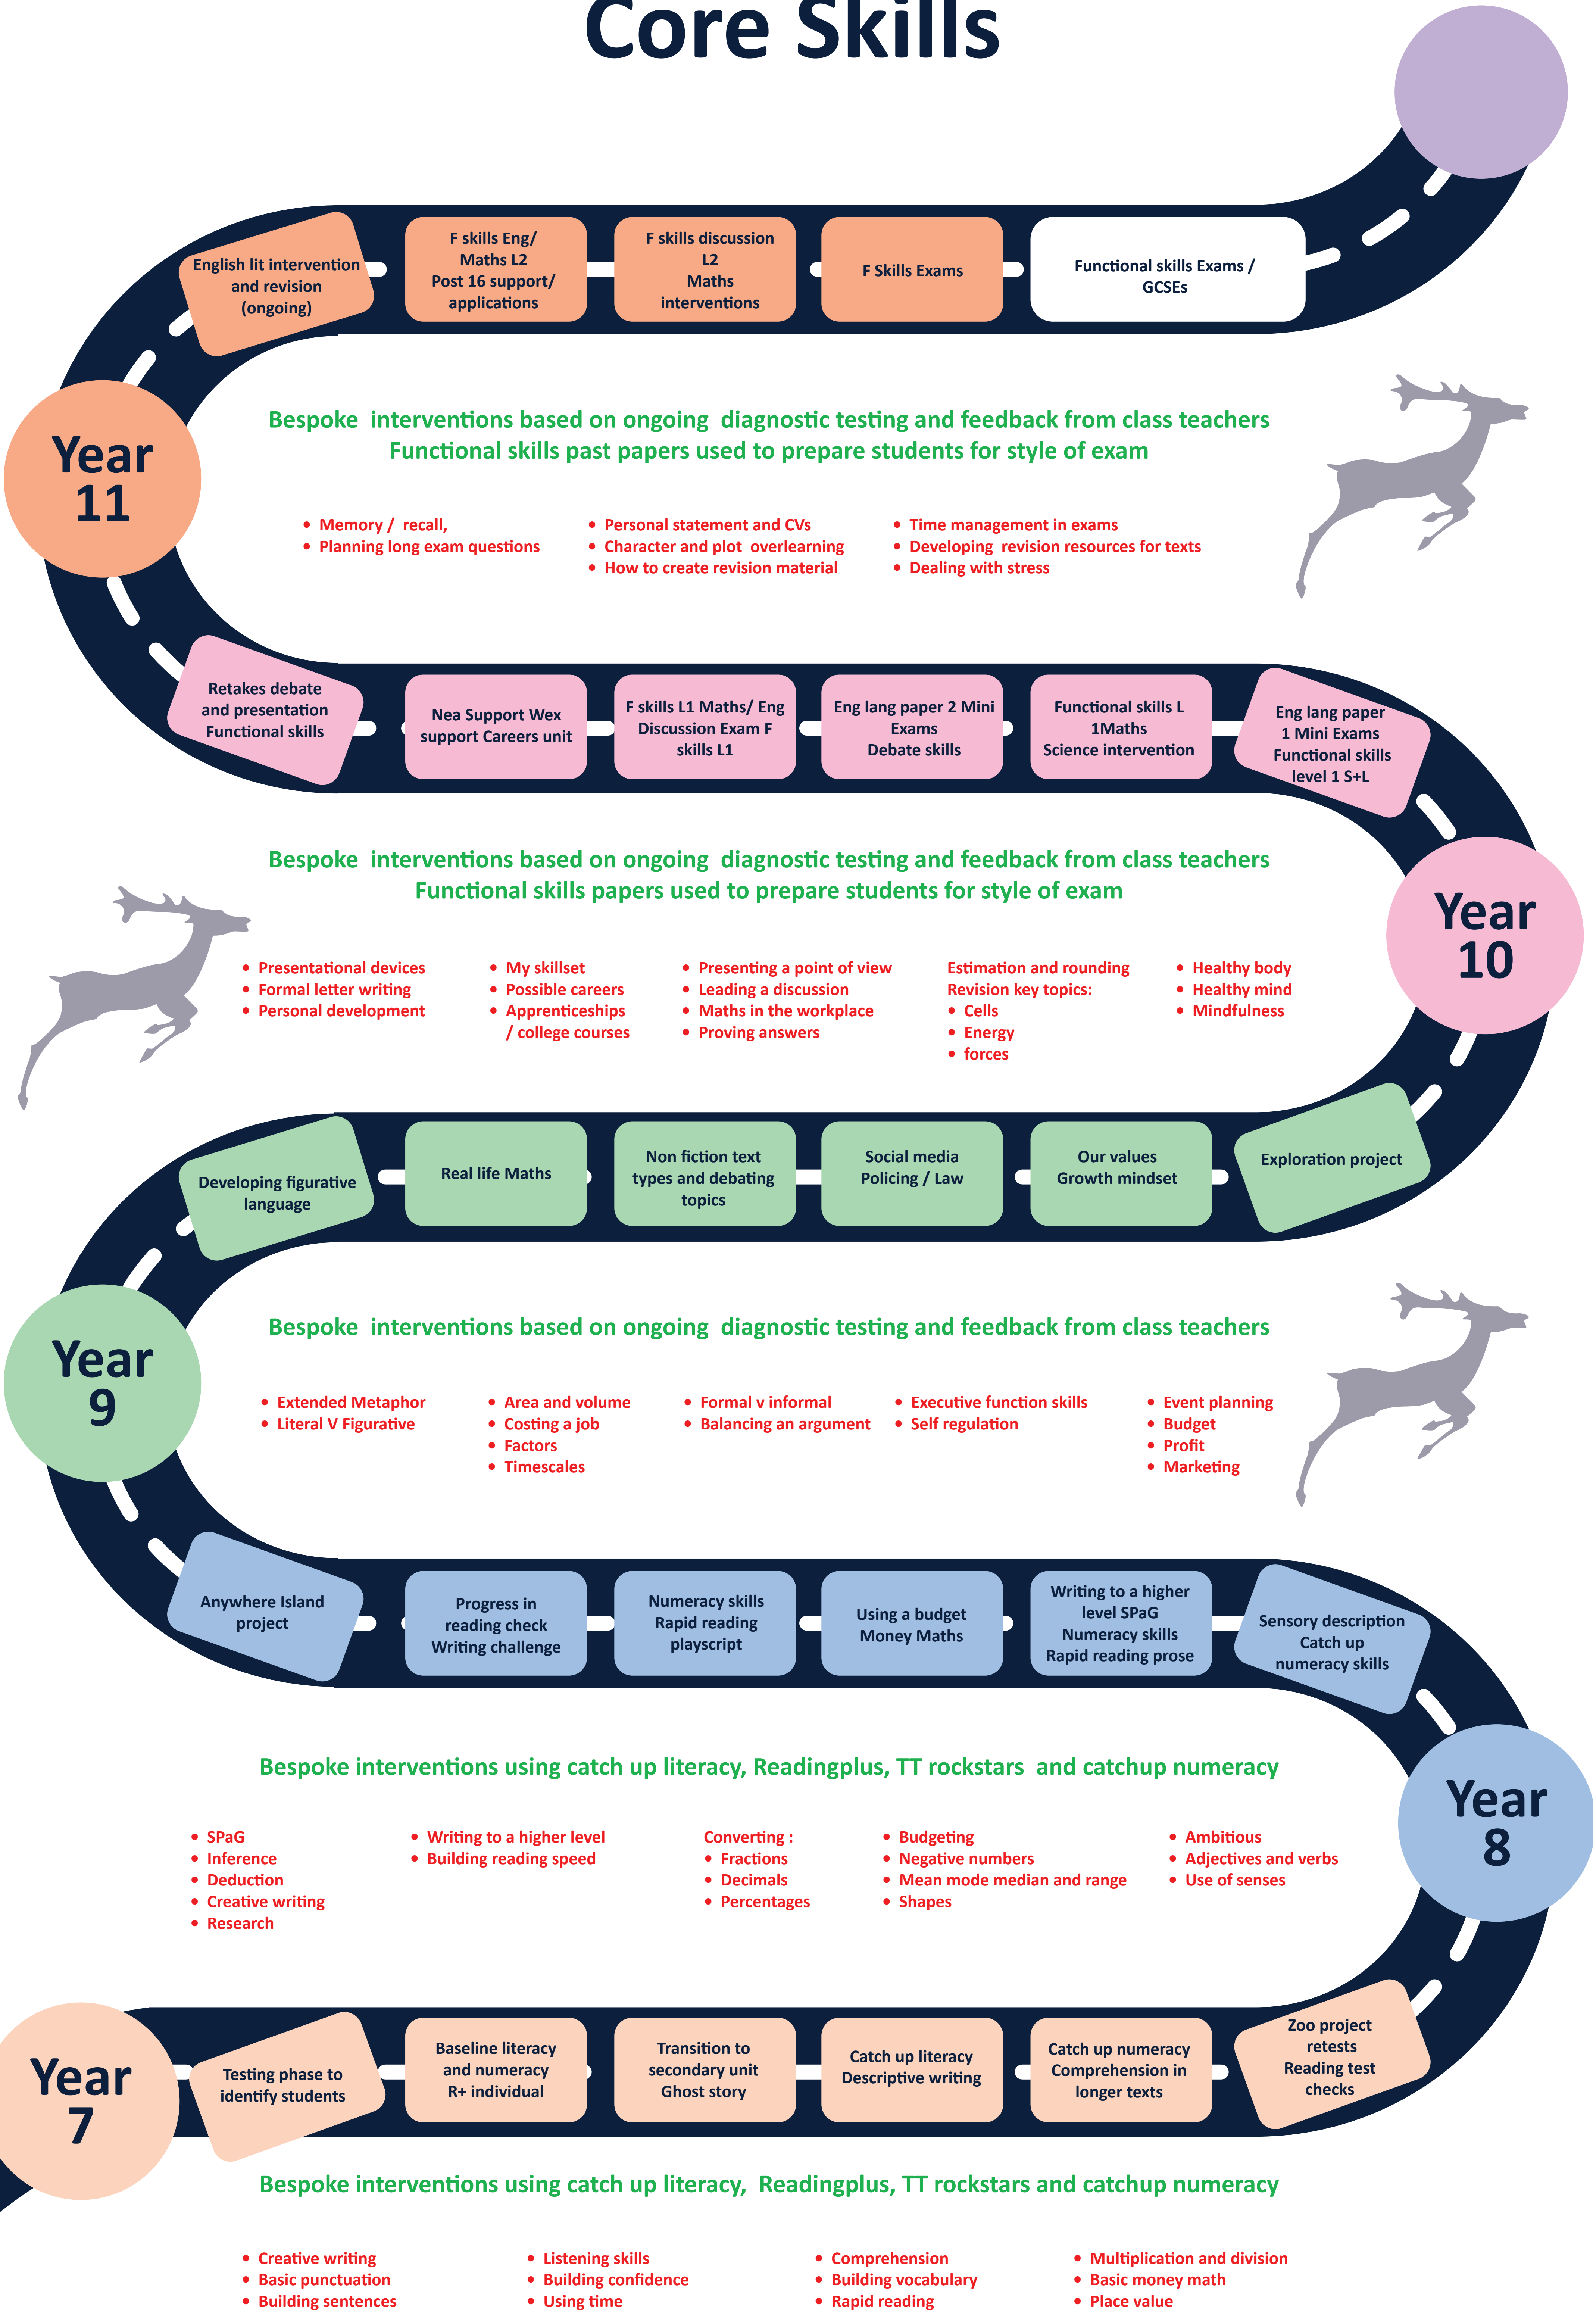 Core Skills
English lit intervention
and revision
(ongoing)
F skills Eng/
Maths L2
Post 16 support/
applications
F skills discussion
L2
Maths
interventions
F Skills Exams
Functional skills Exams /
GCSEs
Year
11
Bespoke interventions based on ongoing diagnostic testing and feedback from class teachers
Functional skills past papers used to prepare students for style of exam
• Memory / recall,
• Planning long exam questions
• Personal statement and CVs
• Character and plot overlearning
• How to create revision material
• Time management in exams
• Developing revision resources for texts
• Dealing with stress
Retakes debate
and presentation
Functional skills
Nea Support Wex
support Careers unit
F skills L1 Maths/ Eng
Discussion Exam F
skills L1
Eng lang paper 2 Mini
Exams
Debate skills
Functional skills L
1Maths
Science intervention
Eng lang paper
1 Mini Exams
Functional skills
level 1 S+L
Year
10
Bespoke interventions based on ongoing diagnostic testing and feedback from class teachers
Functional skills papers used to prepare students for style of exam
• Presentational devices
• Formal letter writing
• Personal development
• My skillset
• Possible careers
• Apprenticeships
/ college courses
• Presenting a point of view
• Leading a discussion
• Maths in the workplace
• Proving answers
Estimation and rounding
Revision key topics:
• Cells
• Energy
• forces
• Healthy body
• Healthy mind
• Mindfulness
Developing figurative
language
Real life Maths
Non fiction text
types and debating
topics
Social media
Policing / Law
Our values
Growth mindset
Exploration project
Year
9
Bespoke interventions based on ongoing diagnostic testing and feedback from class teachers
• Extended Metaphor
• Literal V Figurative
• Area and volume
• Costing a job
• Factors
• Timescales
• Formal v informal
• Balancing an argument
• Executive function skills
• Self regulation
• Event planning
• Budget
• Profit
• Marketing
Anywhere Island
project
Progress in
reading check
Writing challenge
Numeracy skills
Rapid reading
playscript
Using a budget
Money Maths
Writing to a higher
level SPaG
Numeracy skills
Rapid reading prose
Sensory description
Catch up
numeracy skills
Year
8
Bespoke interventions using catch up literacy, Readingplus, TT rockstars and catchup numeracy
• SPaG
• Inference
• Deduction
• Creative writing
• Research
• Writing to a higher level
• Building reading speed
Converting :
• Fractions
• Decimals
• Percentages
• Budgeting
• Negative numbers
• Mean mode median and range
• Shapes
• Ambitious
• Adjectives and verbs
• Use of senses
Year
7
Testing phase to
identify students
Baseline literacy
and numeracy
R+ individual
Transition to
secondary unit
Ghost story
Catch up literacy
Descriptive writing
Catch up numeracy
Comprehension in
longer texts
Zoo project
retests
Reading test
checks
Bespoke interventions using catch up literacy, Readingplus, TT rockstars and catchup numeracy
• Creative writing
• Basic punctuation
• Building sentences
• Listening skills
• Building confidence
• Using time
• Comprehension
• Building vocabulary
• Rapid reading
• Multiplication and division
• Basic money math
• Place value